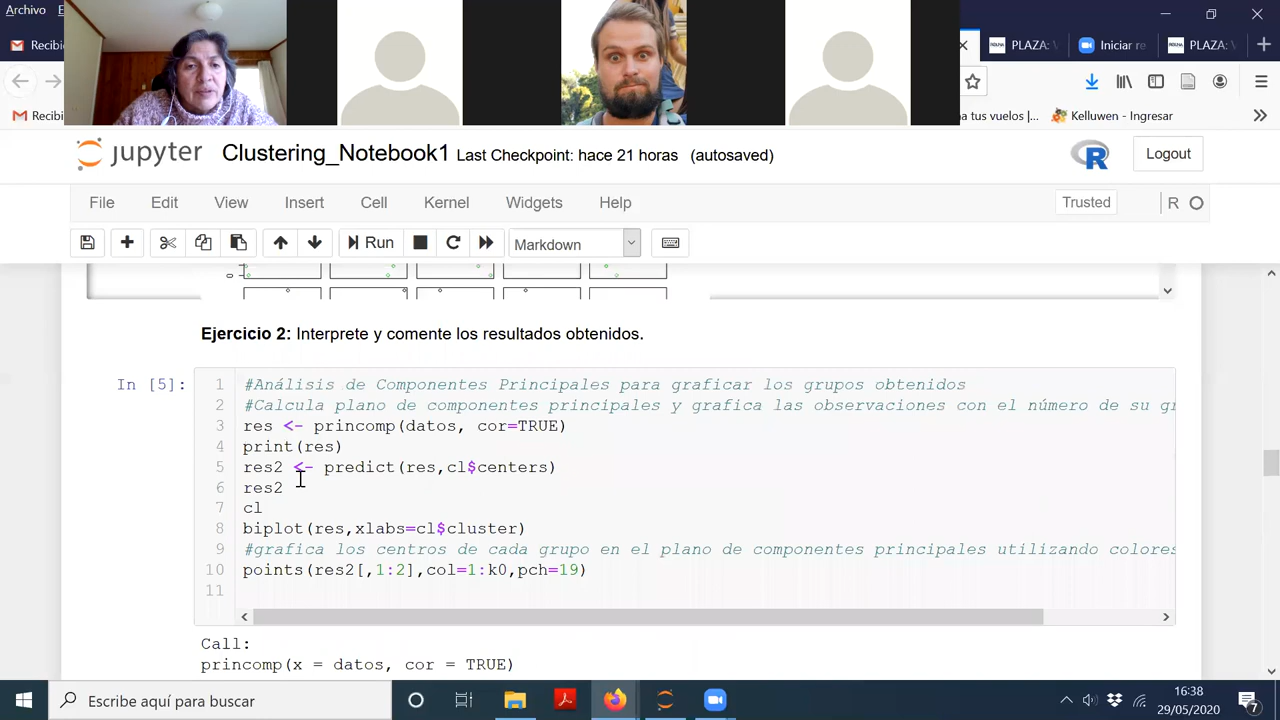 Archivo
Recibi
PLAZA: V
Iniciar re
PLAZA: V
Recibi
na tus vuelos |...
Kelluwen - Ingresar
jupyter
Clustering_Notebook1 Last Checkpoint: hace 21 horas (autosaved)
R
Logout
File Edit View Insert Cell Kernel Widgets Help
Trusted
R
Run
Markdown
0
Ejercicio 2: Interprete y comente los resultados obtenidos.
In [5]:
1 #Análisis de Componentes Principales para graficar los grupos obtenidos
2 #Calcula plano de componentes principales y grafica las observaciones con el número de su gr
3 res <- princomp(datos, cor=TRUE)
4 print(res)
5 res2 <- predict(res,cl$centers)
6 res2
7 cl
8 biplot(res,xlabs=cl$cluster)
9 #grafica los centros de cada grupo en el plano de componentes principales utilizando colores
10 points(res2[,1:2],col=1:k0,pch=19)
11
Call:
princomp(x = datos, cor = TRUE)
Escribe aquí para buscar
16:38
29/05/2020
7